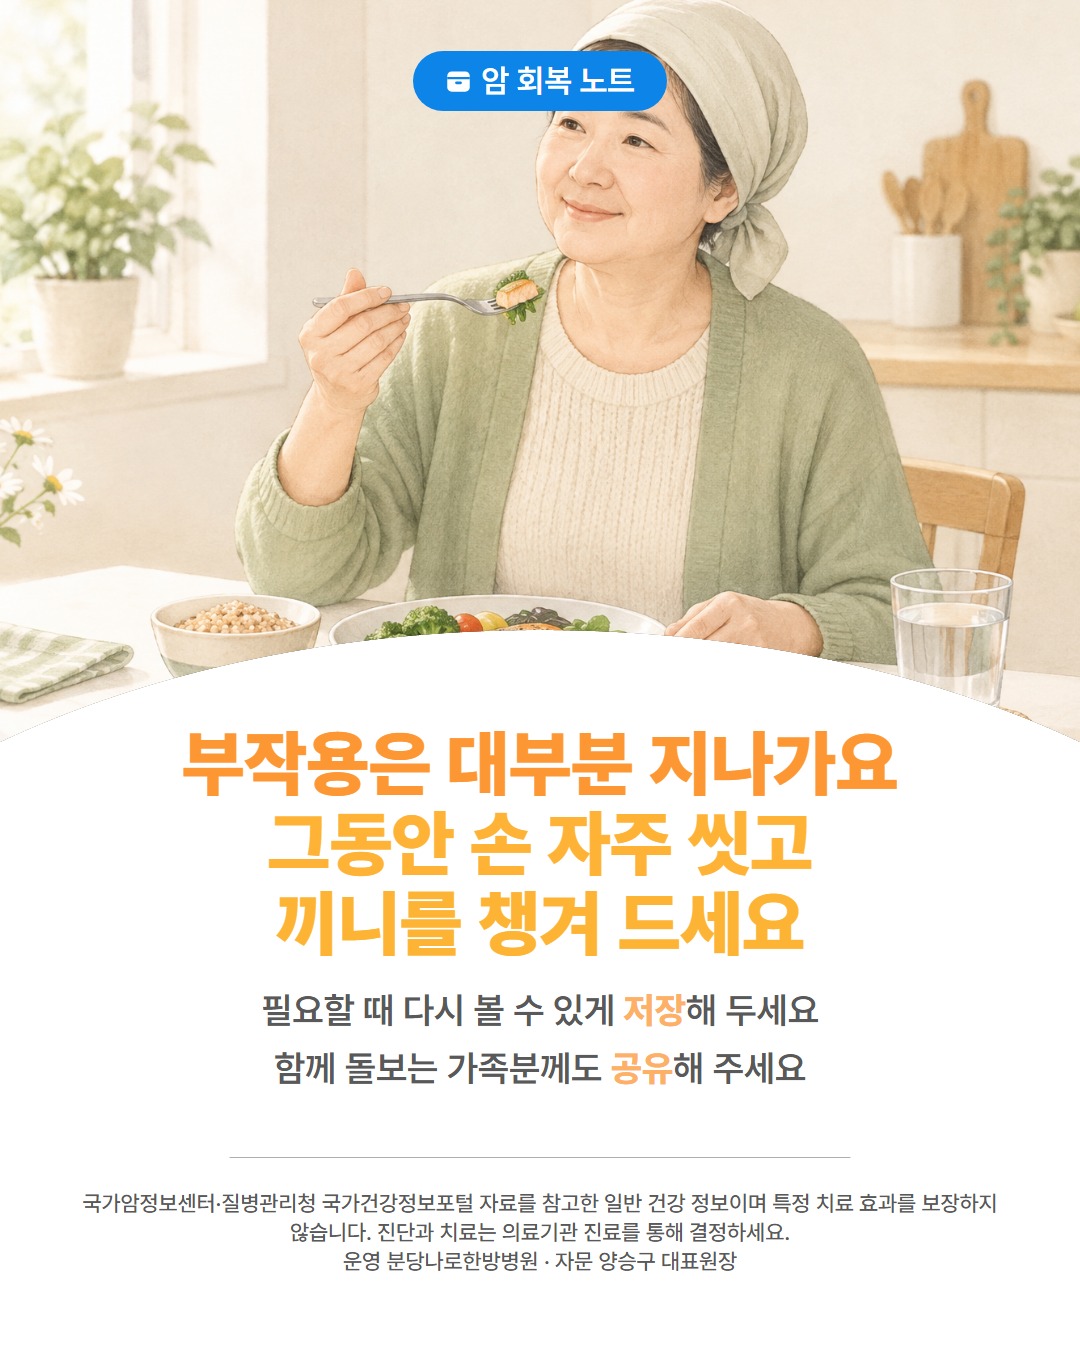 암 회복 노트
부작용은 대부분 지나가요
그동안 손 자주 씻고
끼니를 챙겨 드세요
필요할 때 다시 볼 수 있게 저장해 두세요
함께 돌보는 가족분께도 공유해 주세요
국가암정보센터·질병관리청 국가건강정보포털 자료를 참고한 일반 건강 정보이며 특정 치료 효과를 보장하지
않습니다. 진단과 치료는 의료기관 진료를 통해 결정하세요.
운영 분당나로한방병원 · 자문 양승구 대표원장